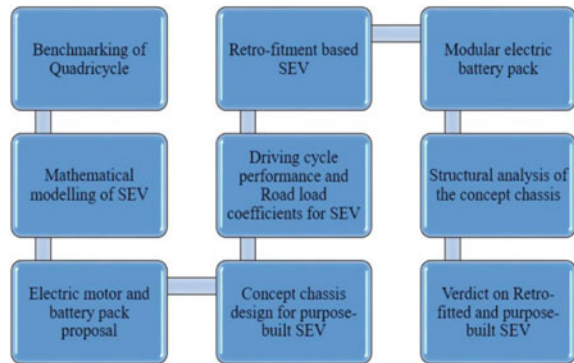 Benchmarking of
Quadricycle
Mathematical
modelling of SEV
Electric motor and
battery pack
proposal
Concept chassis
design for purpose-
built SEV
Driving cycle
performance and
Road load
coefficients for SEV
Retro-fitment based
SEV
Modular electric
battery pack
Structural analysis
of the concept chassis
Verdict on Retro-
fitted and purpose-
built SEV